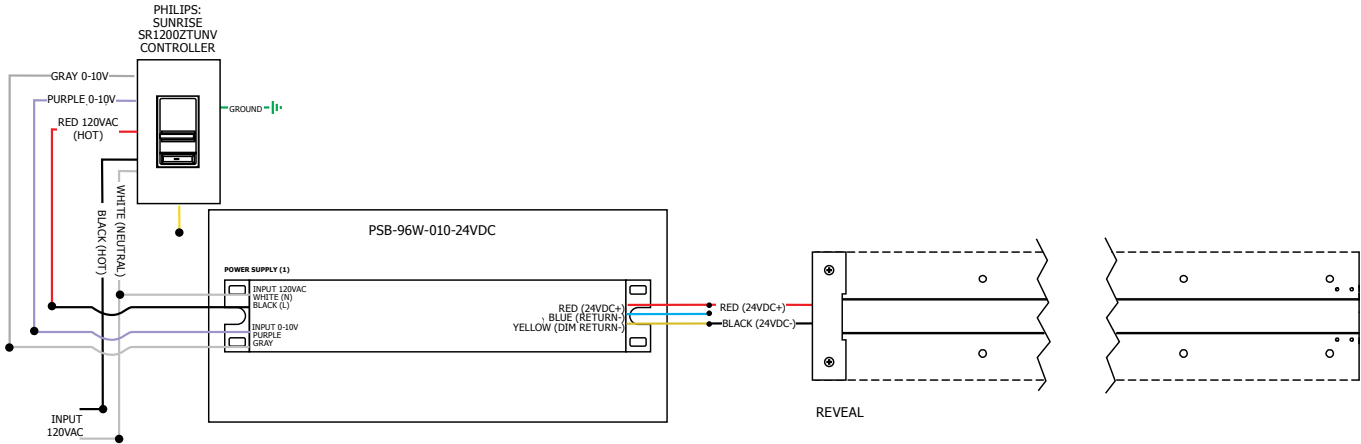 PHILIPS:
SUNRISE
SR1200ZTUNV
CONTROLLER
GRAY 0-10V
PURPLE 0-10V
RED 120VAC
(HOT)
GROUND
WHITE (NEUTRAL)
BLACK (HOT)
INPUT
120VAC
PSB-96W-010-24VDC
POWER SUPPLY (1)
INPUT 120VAC
WHITE (N)
BLACK (L)
INPUT 0-10V
PURPLE
GRAY
RED (24VDC+)
BLUE (RETURN-)
YELLOW (DIM RETURN-)
RED (24VDC+)
BLACK (24VDC-)
REVEAL